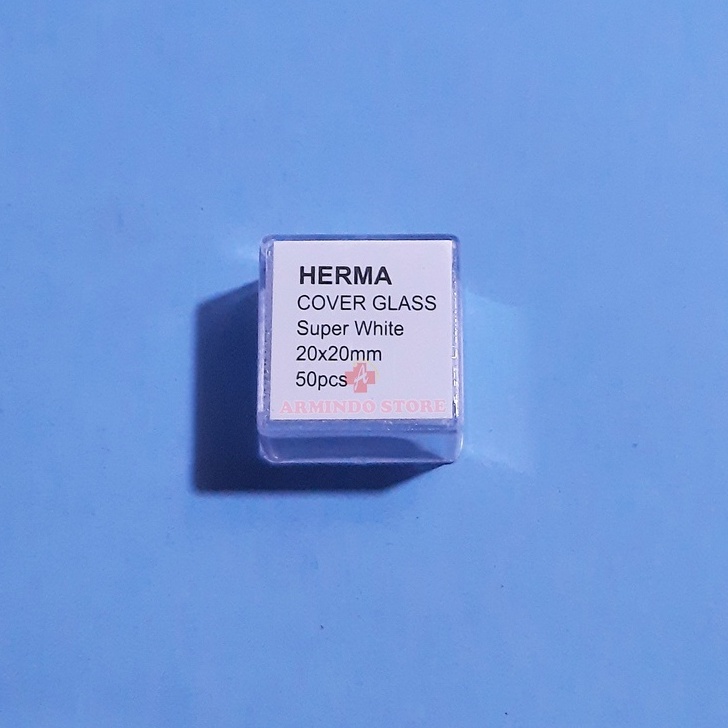 HERMA
COVER GLASS
Super White
20x20mm
50pcs
ARMINDO STORE